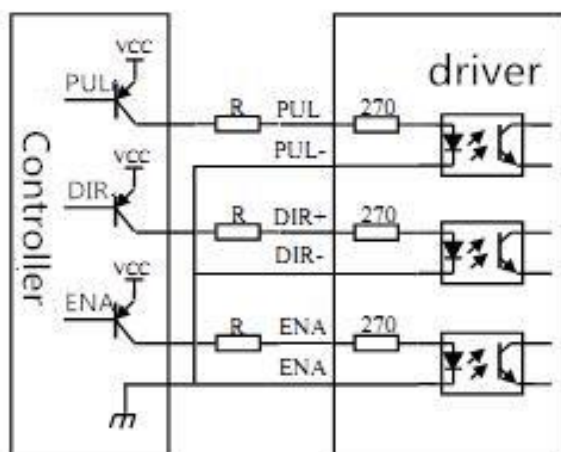 driver
VCC
PUL
R
PUL
270
PUL-
Controller
VCC
DIR
R
DIR+
270
DIR-
VCC
ENA
R
ENA
270
ENA